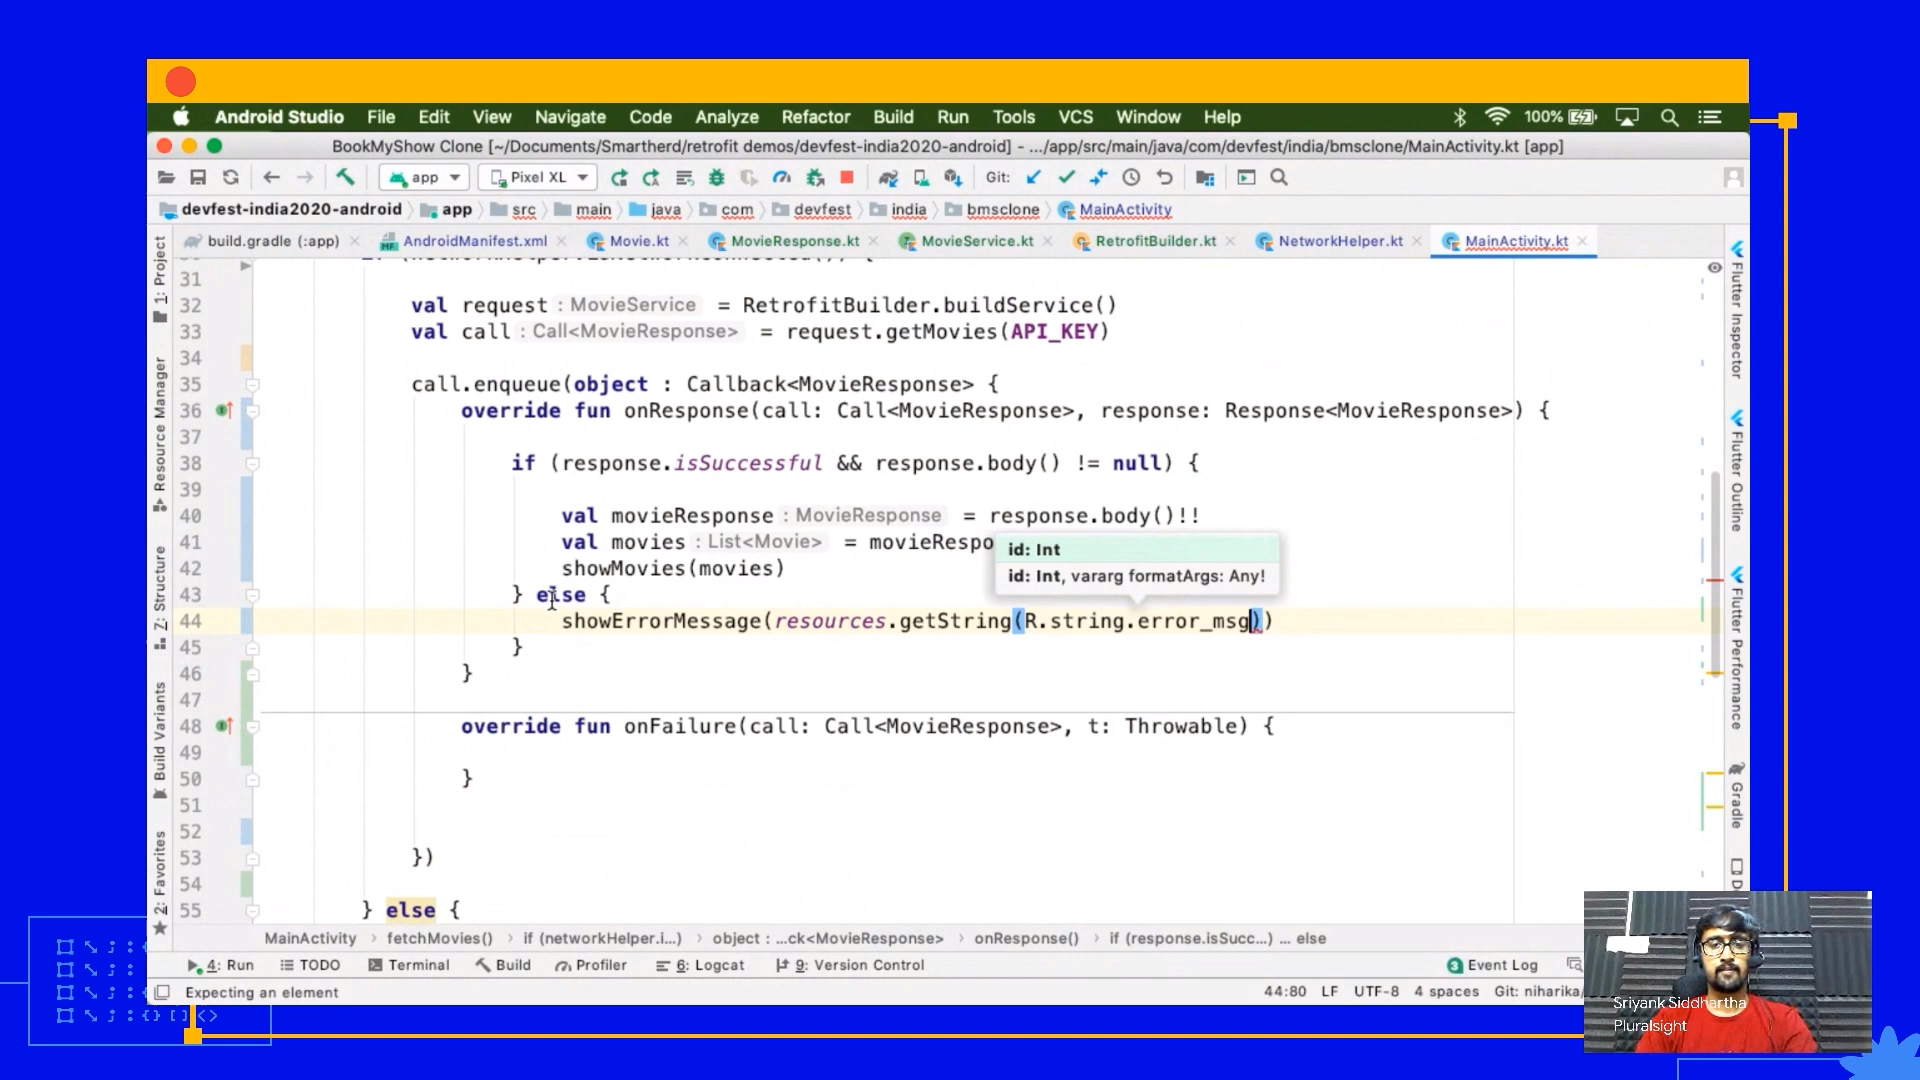 Android Studio File Edit View Navigate Code Analyze Refactor Build Run Tools VCS Window Help 100%
BookMyShow Clone [~/Documents/Smartherd/retrofit demos/devfest-india2020-android] - .../app/src/main/java/com/devfest/india/bmsclone/MainActivity.kt [app]
app Pixel XL Git:
devfest-india2020-android app src main java com devfest india bmsclone MainActivity
build.gradle (:app) AndroidManifest.xml Movie.kt MovieResponse.kt MovieService.kt RetrofitBuilder.kt NetworkHelper.kt MainActivity.kt
31
32 val request : MovieService = RetrofitBuilder.buildService()
33 val call : Call<MovieResponse> = request.getMovies(API_KEY)
34
35 call.enqueue(object : Callback<MovieResponse> {
36 override fun onResponse(call: Call<MovieResponse>, response: Response<MovieResponse>) {
37
38 if (response.isSuccessful && response.body() != null) {
39
40 val movieResponse : MovieResponse = response.body()!!
41 val movies : List<Movie> = movieRespo
id: Int
id: Int, vararg formatArgs: Any!
42 showMovies(movies)
43 } else {
44 showErrorMessage(resources.getString(R.string.error_msg))
45 }
46 }
47
48 override fun onFailure(call: Call<MovieResponse>, t: Throwable) {
49
50 }
51
52
53 })
54
55 } else {
MainActivity fetchMovies() if (networkHelper.i...) object : ...ck<MovieResponse> onResponse() if (response.isSucc...) ... else
4: Run TODO Terminal Build Profiler 6: Logcat 9: Version Control 3 Event Log
Expecting an element 44:80 LF UTF-8 4 spaces Git: niharika/
1: Project
Resource Manager
Z: Structure
Build Variants
2: Favorites
Flutter Inspector
Flutter Outline
Flutter Performance
Gradle
Sriyank Siddhartha
Pluralsight